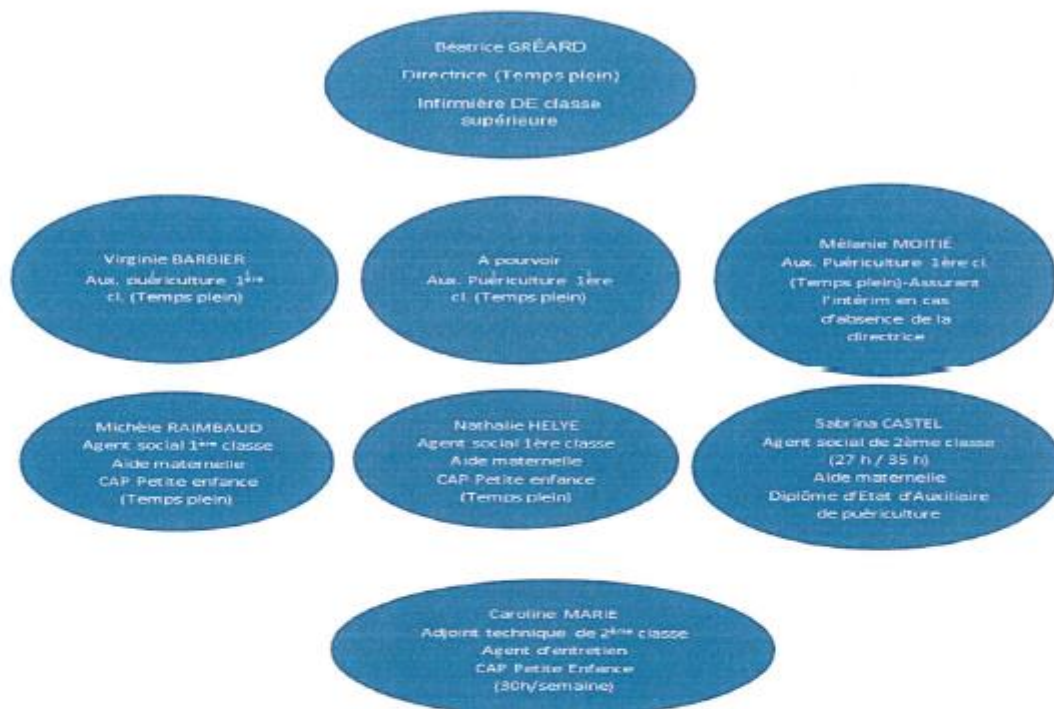 Béatrice GRÉARD
Directrice (Temps plein)
Infirmière DE classe
supérieure
Virginie BARBIER
Aux. puériculture 1ère
cl. (Temps plein)
A pourvoir
Aux. Puériculture 1ère
cl. (Temps plein)
Mélanie MOITIÉ
Aux. Puériculture 1ère cl.
(Temps plein)-Assurant
l'intérim en cas
d'absence de la
directrice
Michèle RAIMBAUD
Agent social 1ère classe
Aide maternelle
CAP Petite enfance
(Temps plein)
Nathalie HELYE
Agent social 1ère classe
Aide maternelle
CAP Petite enfance
(Temps plein)
Sabrina CASTEL
Agent social de 2ème classe
(27 h / 35 h)
Aide maternelle
Diplôme d'Etat d'Auxiliaire
de puériculture
Caroline MARIE
Adjoint technique de 2ème classe
Agent d'entretien
CAP Petite Enfance
(30h/semaine)